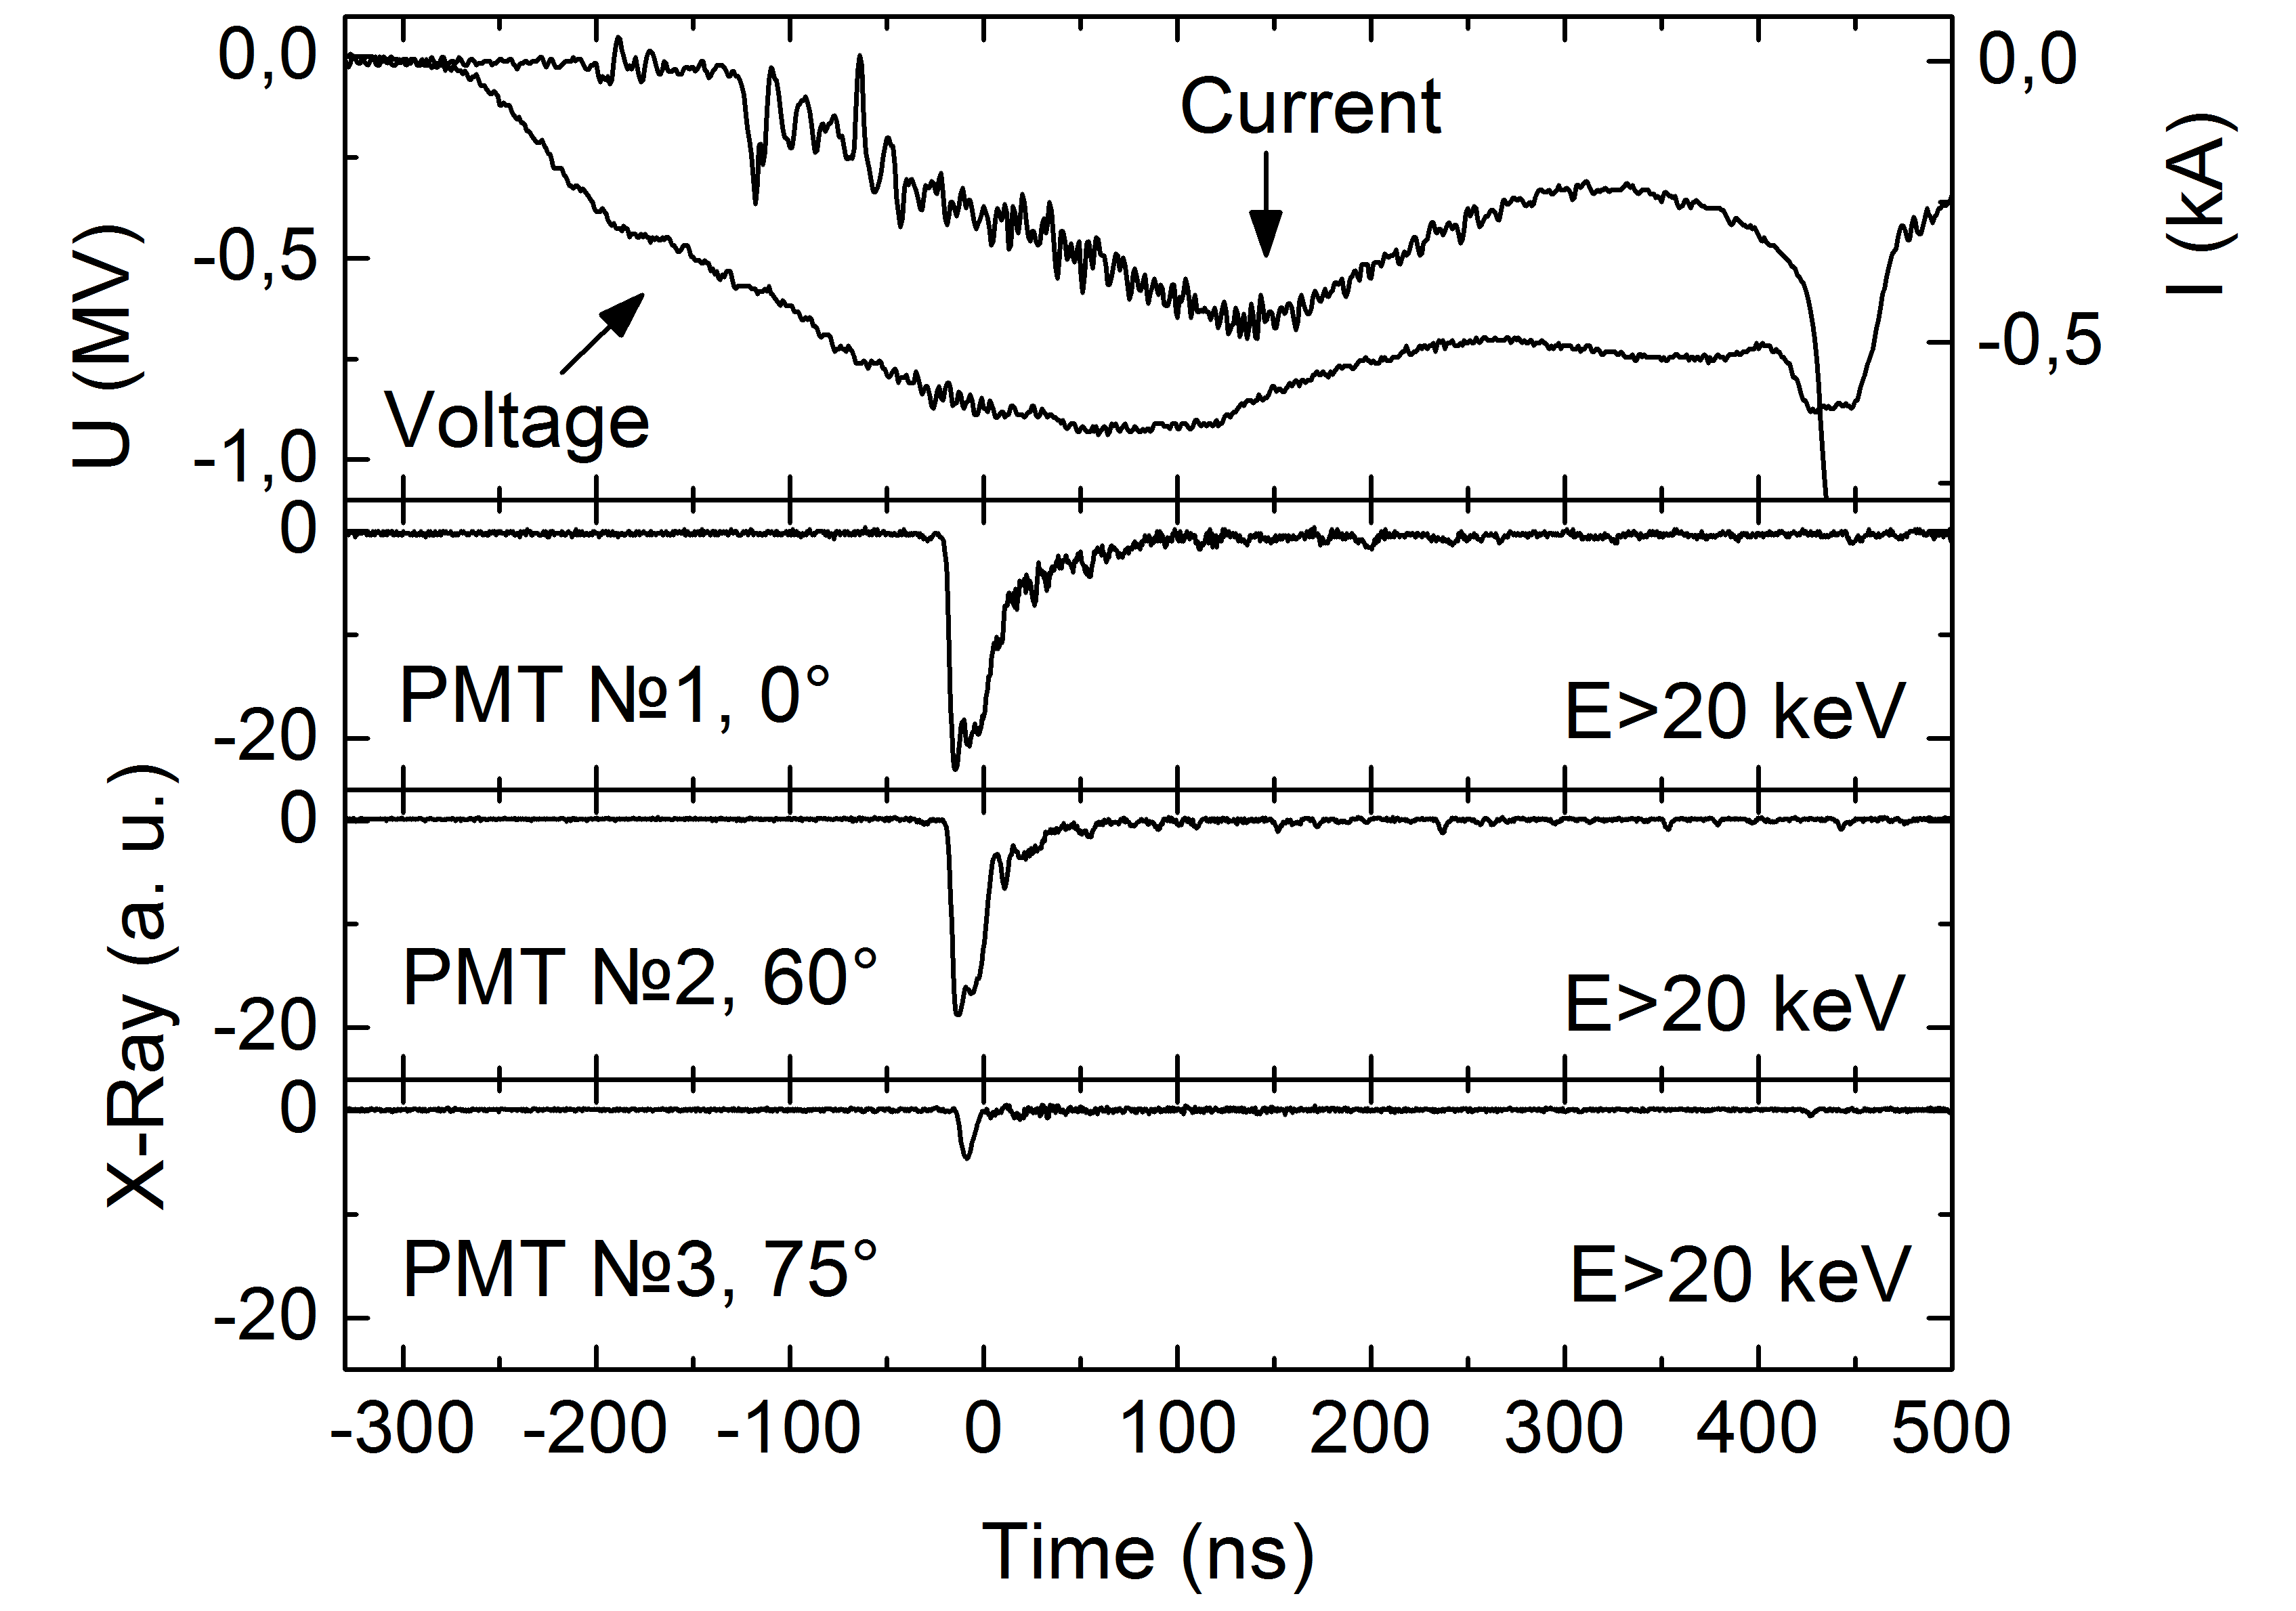 0,0
-0,5
-1,0
U (MV)
Current
Voltage
0,0
-0,5
I (kA)
0
-20
PMT №1, 0°
E>20 keV
X-Ray (a. u.)
0
-20
PMT №2, 60°
E>20 keV
0
-20
PMT №3, 75°
E>20 keV
-300 -200 -100 0 100 200 300 400 500
Time (ns)